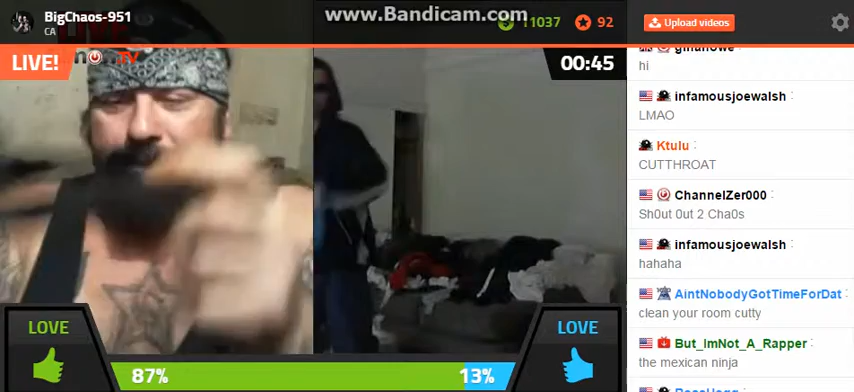 BigChaos-951
CA
www.Bandicam.com
11037
92
Upload videos
LIVE!
LIVE
TV
00:45
hi
infamousjoewalsh :
LMAO
Ktulu :
CUTTHROAT
ChannelZer000 :
Sh0ut 0ut 2 Cha0s
infamousjoewalsh :
hahaha
AintNobodyGotTimeForDat :
clean your room cutty
But_ImNot_A_Rapper :
the mexican ninja
LOVE
LOVE
87%
13%